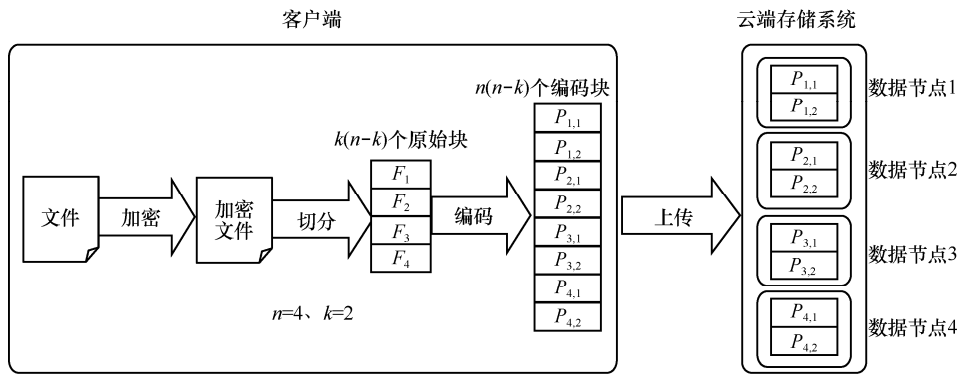 客户端
云端存储系统
n(n-k)个编码块
k(n-k)个原始块
文件
加密
加密
文件
切分
F1
F2
F3
F4
编码
P1,1
P1,2
P2,1
P2,2
P3,1
P3,2
P4,1
P4,2
n=4、k=2
上传
P1,1
P1,2
数据节点1
P2,1
P2,2
数据节点2
P3,1
P3,2
数据节点3
P4,1
P4,2
数据节点4